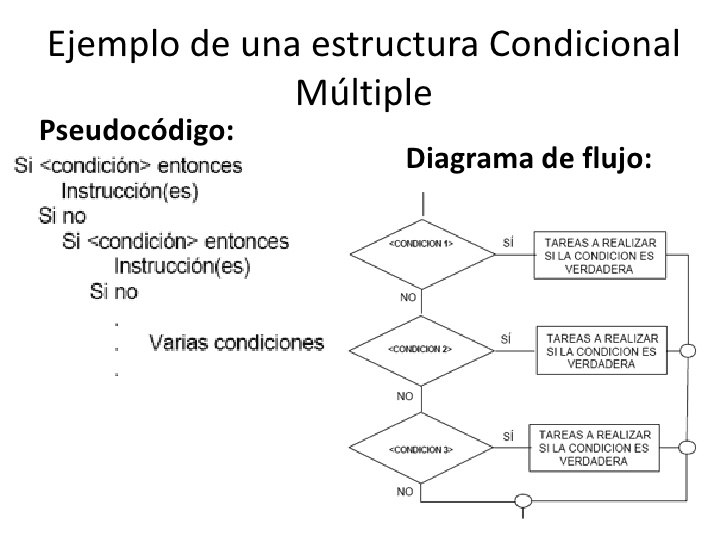 Ejemplo de una estructura Condicional
Múltiple
Pseudocódigo:
Si <condición> entonces
Instrucción(es)
Si no
Si <condición> entonces
Instrucción(es)
Si no
.
. Varias condiciones
.
Diagrama de flujo:
<CONDICION 1>
SÍ
TAREAS A REALIZAR
SI LA CONDICION ES
VERDADERA
NO
<CONDICION 2>
SÍ
TAREAS A REALIZAR
SI LA CONDICION ES
VERDADERA
NO
<CONDICION 3>
SÍ
TAREAS A REALIZAR
SI LA CONDICION ES
VERDADERA
NO